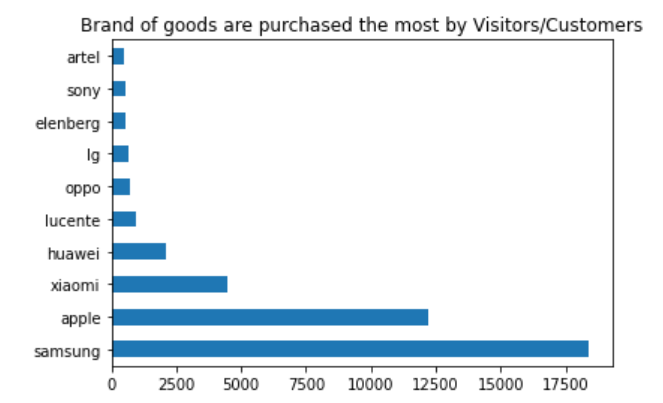 Brand of goods are purchased the most by Visitors/Customers
artel
sony
elenberg
lg
oppo
lucente
huawei
xiaomi
apple
samsung
0 2500 5000 7500 10000 12500 15000 17500